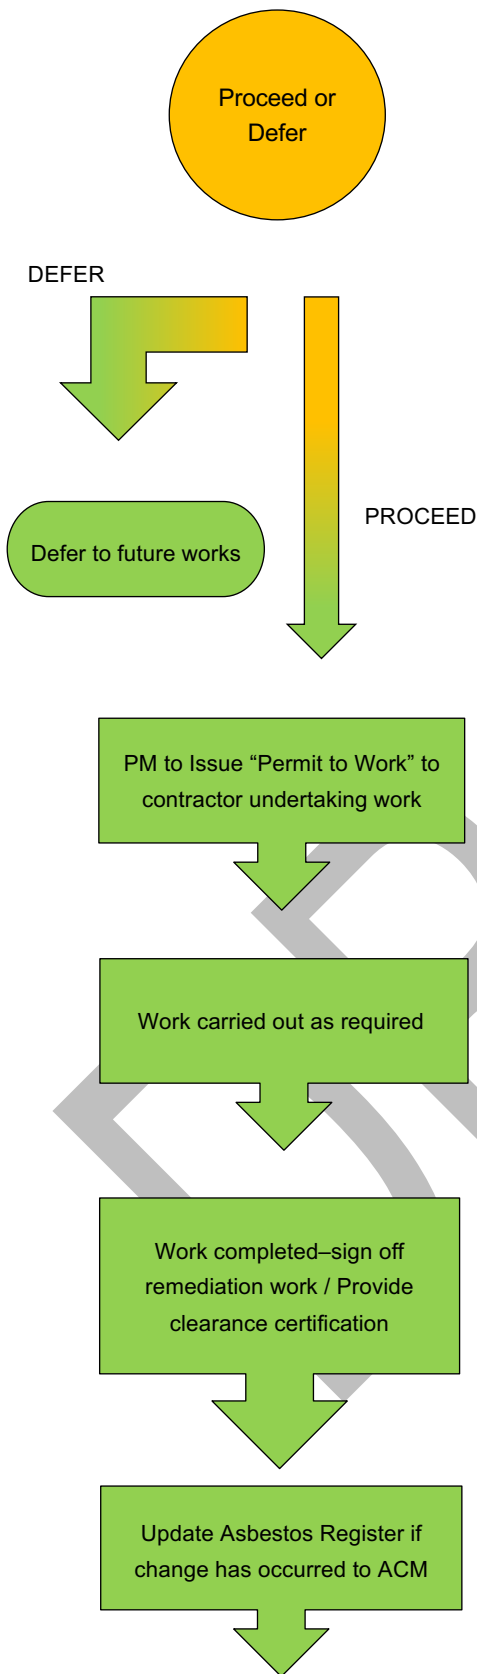 Proceed or
Defer
DEFER
PROCEED
Defer to future works
PM to Issue “Permit to Work” to
contractor undertaking work
Work carried out as required
Work completed–sign off
remediation work / Provide
clearance certification
Update Asbestos Register if
change has occurred to ACM